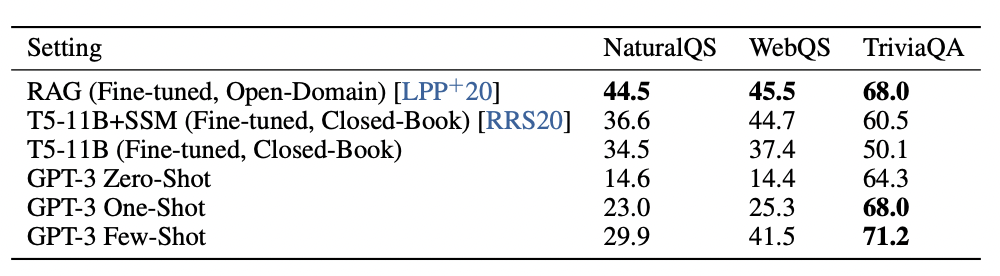 Setting NaturalQS WebQS TriviaQA
RAG (Fine-tuned, Open-Domain) [LPP+20] 44.5 45.5 68.0
T5-11B+SSM (Fine-tuned, Closed-Book) [RRS20] 36.6 44.7 60.5
T5-11B (Fine-tuned, Closed-Book) 34.5 37.4 50.1
GPT-3 Zero-Shot 14.6 14.4 64.3
GPT-3 One-Shot 23.0 25.3 68.0
GPT-3 Few-Shot 29.9 41.5 71.2